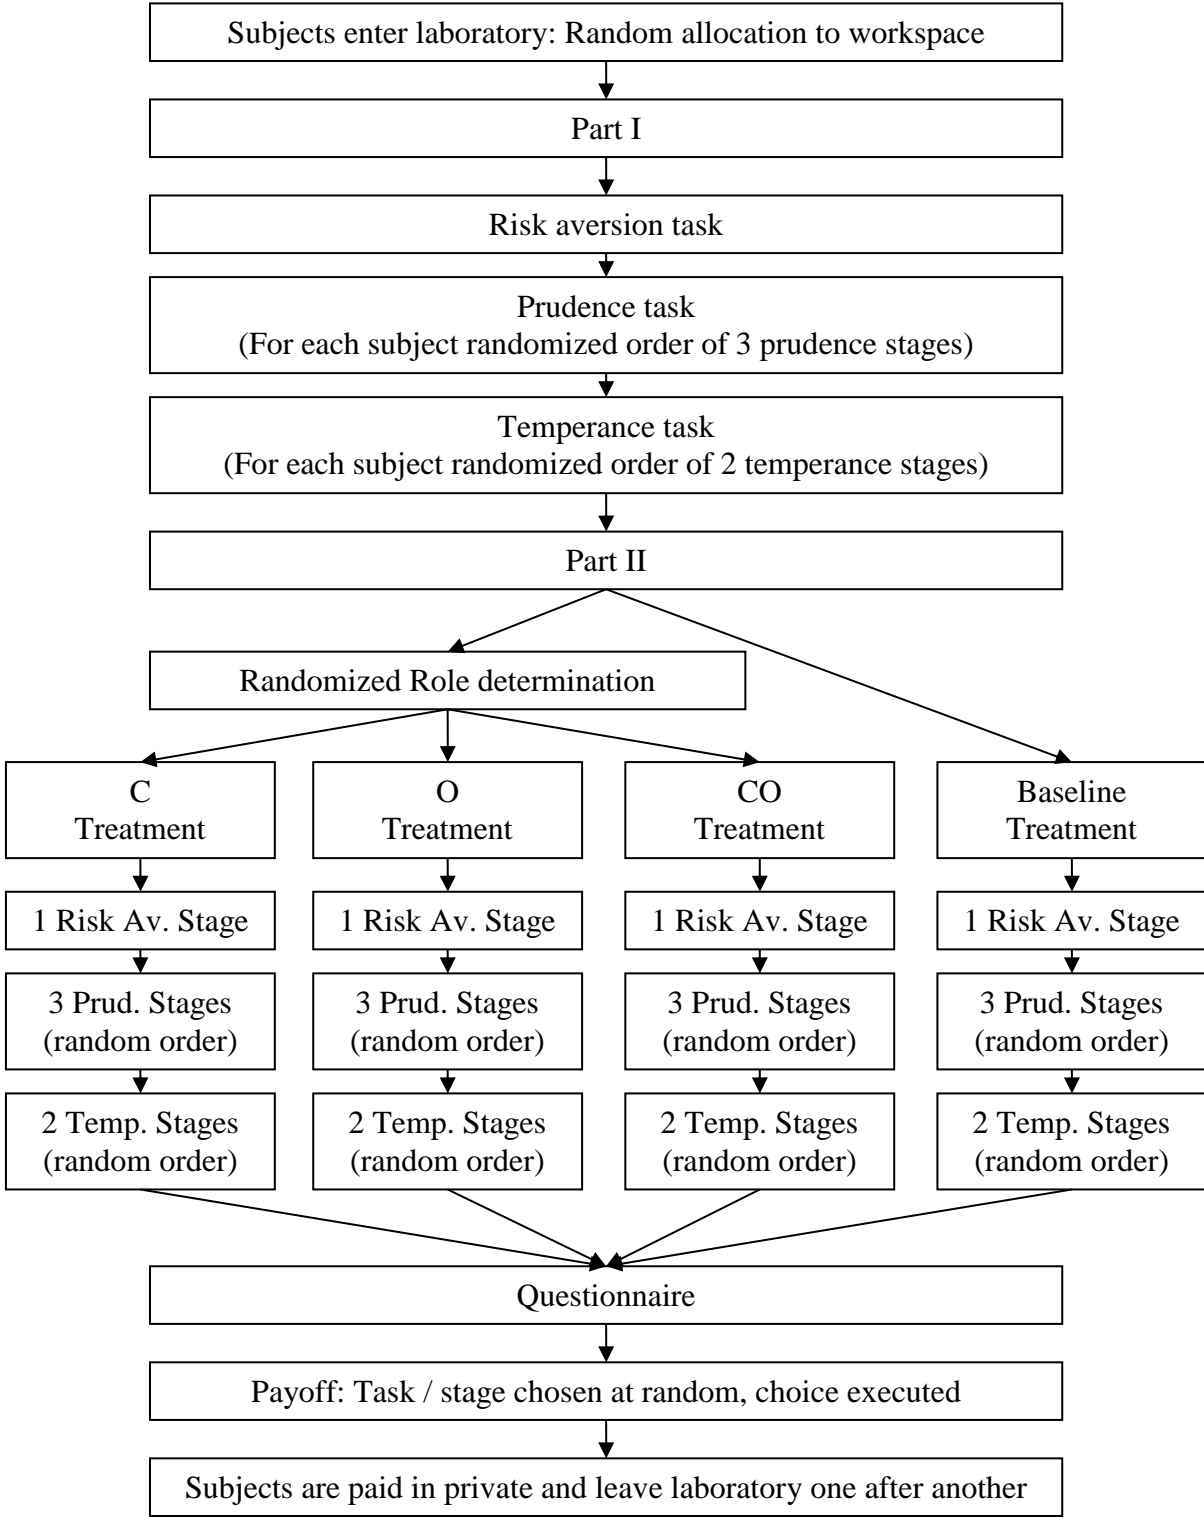 Subjects enter laboratory: Random allocation to workspace
Part I
Risk aversion task
Prudence task
(For each subject randomized order of 3 prudence stages)
Temperance task
(For each subject randomized order of 2 temperance stages)
Part II
Randomized Role determination
C
Treatment
O
Treatment
CO
Treatment
Baseline
Treatment
1 Risk Av. Stage
1 Risk Av. Stage
1 Risk Av. Stage
1 Risk Av. Stage
3 Prud. Stages
(random order)
3 Prud. Stages
(random order)
3 Prud. Stages
(random order)
3 Prud. Stages
(random order)
2 Temp. Stages
(random order)
2 Temp. Stages
(random order)
2 Temp. Stages
(random order)
2 Temp. Stages
(random order)
Questionnaire
Payoff: Task / stage chosen at random, choice executed
Subjects are paid in private and leave laboratory one after another